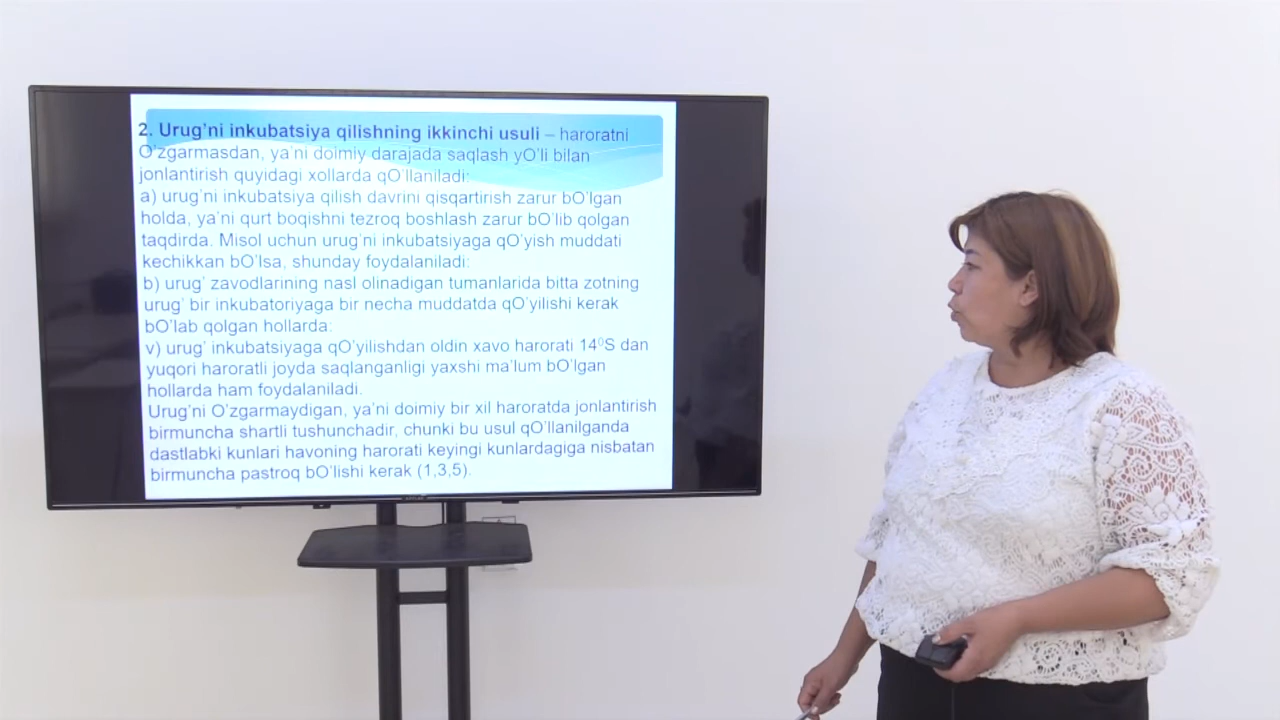 2. Urug'ni inkubatsiya qilishning ikkinchi usuli – haroratni
O'zgarmasdan, ya'ni doimiy darajada saqlash yO'li bilan
jonlantirish quyidagi xollarda qO'llaniladi:
a) urug'ni inkubatsiya qilish davrini qisqartirish zarur bO'lgan
holda, ya'ni qurt boqishni tezroq boshlash zarur bO'lib qolgan
taqdirda. Misol uchun urug'ni inkubatsiyaga qO'yish muddati
kechikkan bO'lsa, shunday foydalaniladi:
b) urug' zavodlarining nasl olinadigan tumanlarida bitta zotning
urug' bir inkubatoriyaga bir necha muddatda qO'yilishi kerak
bO'lab qolgan hollarda:
v) urug' inkubatsiyaga qO'yilishdan oldin xavo harorati 14⁰S dan
yuqori haroratli joyda saqlanganligi yaxshi ma'lum bO'lgan
hollarda ham foydalaniladi.
Urug'ni O'zgarmaydigan, ya'ni doimiy bir xil haroratda jonlantirish
birmuncha shartli tushunchadir, chunki bu usul qO'llanilganda
dastlabki kunlari havoning harorati keyingi kunlardagiga nisbatan
birmuncha pastroq bO'lishi kerak (1,3,5).